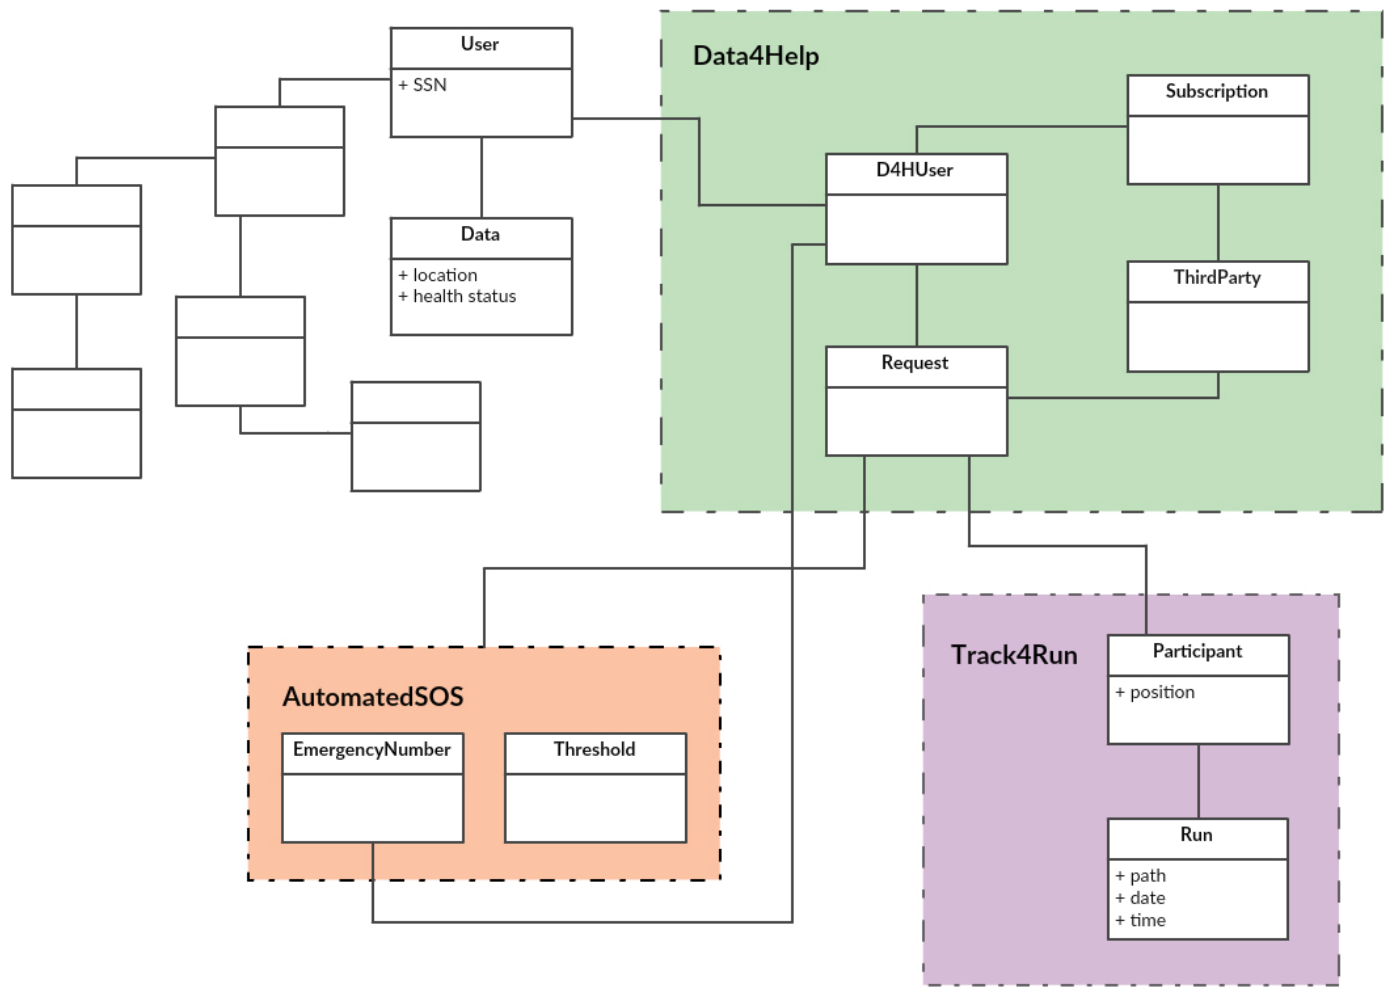 User
+ SSN
Data
+ location
+ health status
Data4Help
Subscription
D4HUser
ThirdParty
Request
AutomatedSOS
EmergencyNumber
Threshold
Track4Run
Participant
+ position
Run
+ path
+ date
+ time